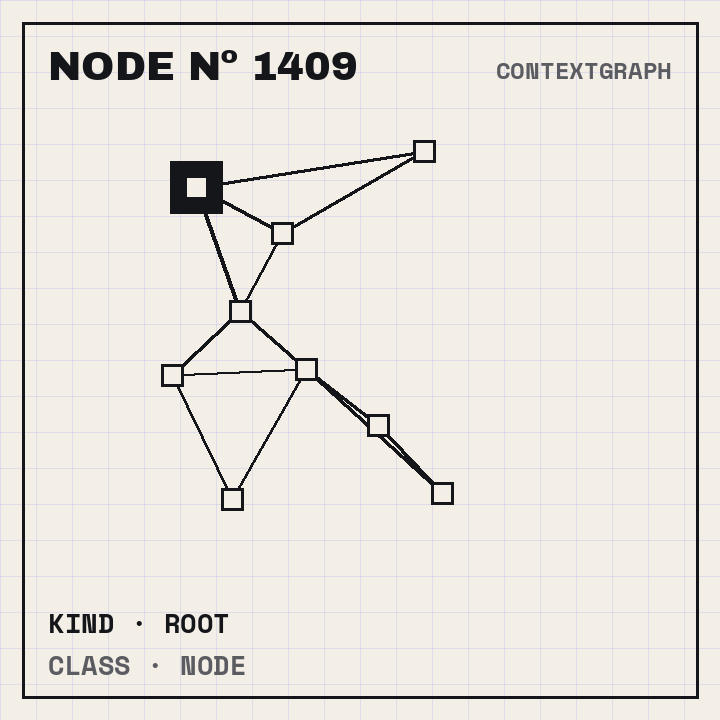 NODE Nº 1409
CONTEXTGRAPH
KIND · ROOT
CLASS · NODE